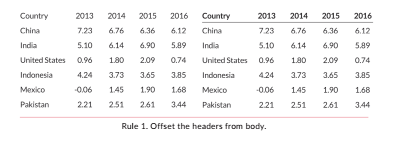 Country 2013 2014 2015 2016 Country 2013 2014 2015 2016
China 7.23 6.76 6.36 6.12 China 7.23 6.76 6.36 6.12
India 5.10 6.14 6.90 5.89 India 5.10 6.14 6.90 5.89
United States 0.96 1.80 2.09 0.74 United States 0.96 1.80 2.09 0.74
Indonesia 4.24 3.73 3.65 3.85 Indonesia 4.24 3.73 3.65 3.85
Mexico -0.06 1.45 1.90 1.68 Mexico -0.06 1.45 1.90 1.68
Pakistan 2.21 2.51 2.61 3.44 Pakistan 2.21 2.51 2.61 3.44
Rule 1. Offset the headers from body.